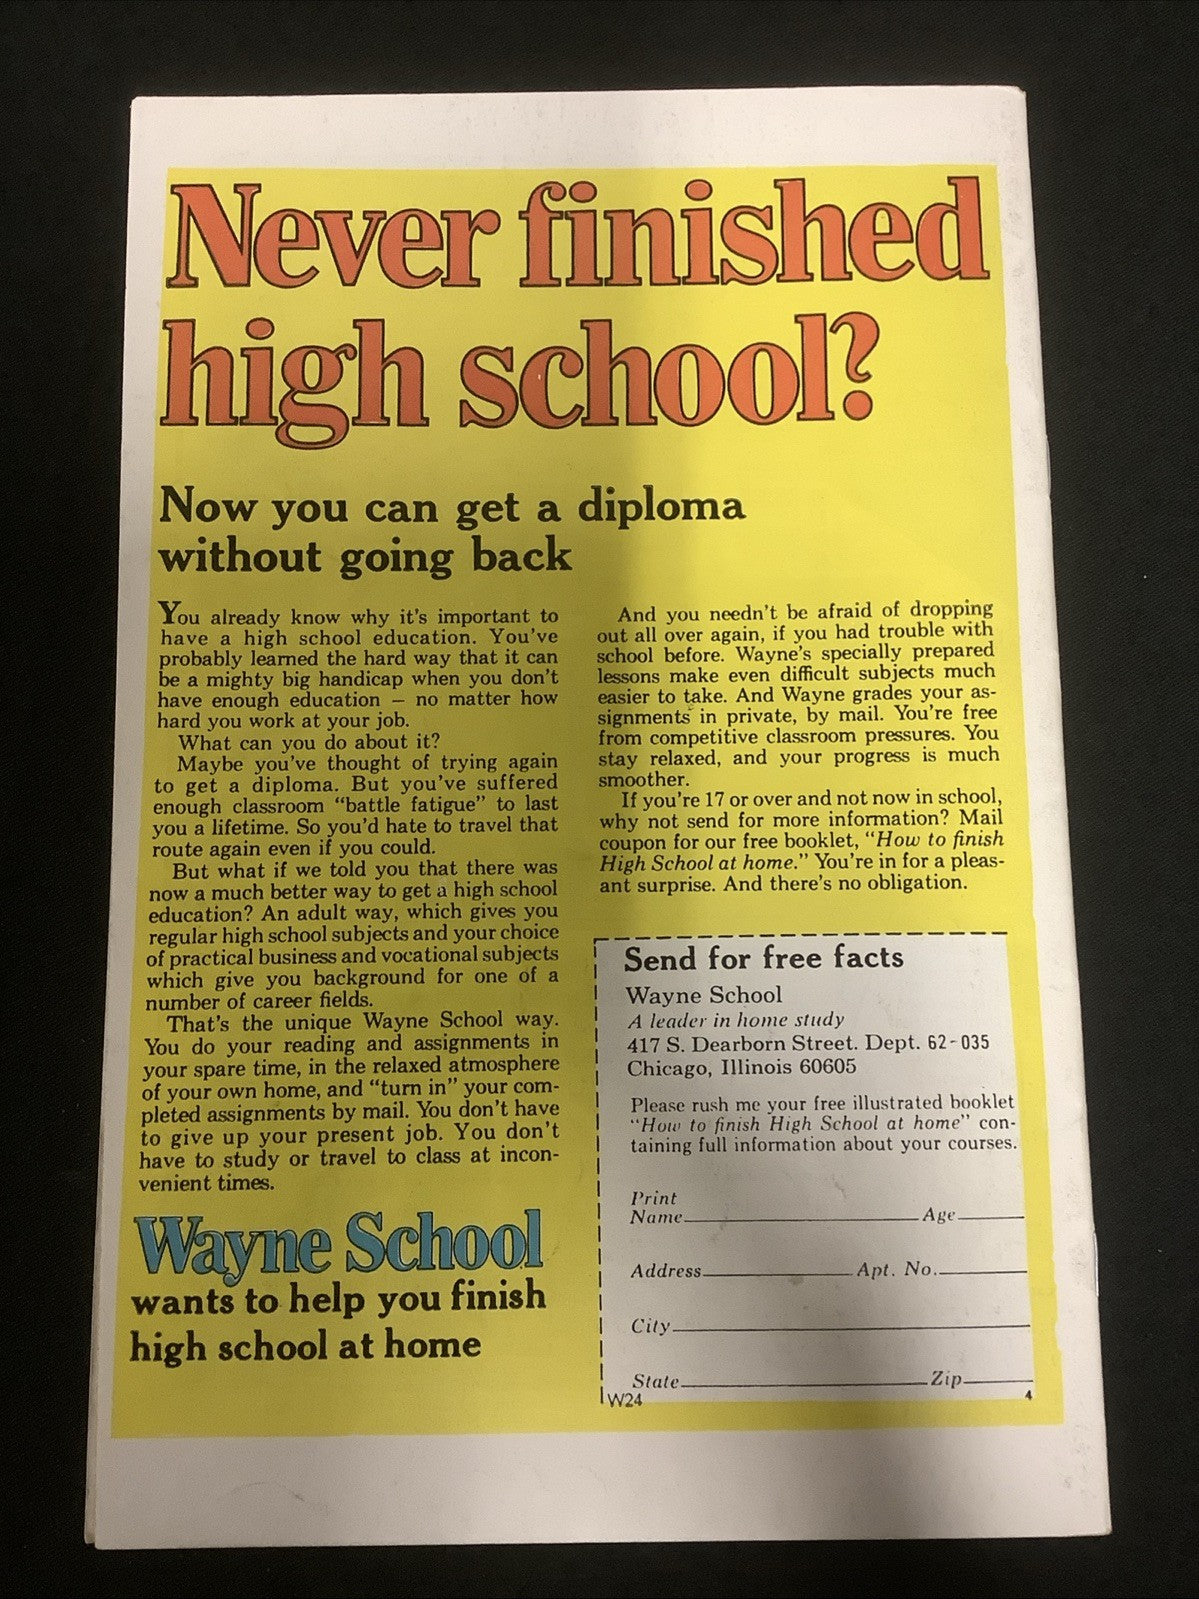 Never finished
high school?
Now you can get a diploma
without going back
You already know why it's important to
have a high school education. You've
probably learned the hard way that it can
be a mighty big handicap when you don't
have enough education – no matter how
hard you work at your job.
What can you do about it?
Maybe you've thought of trying again
to get a diploma. But you've suffered
enough classroom "battle fatigue" to last
you a lifetime. So you'd hate to travel that
route again even if you could.
But what if we told you that there was
now a much better way to get a high school
education? An adult way, which gives you
regular high school subjects and your choice
of practical business and vocational subjects
which give you background for one of a
number of career fields.
That's the unique Wayne School way.
You do your reading and assignments in
your spare time, in the relaxed atmosphere
of your own home, and "turn in" your com-
pleted assignments by mail. You don't have
to give up your present job. You don't
have to study or travel to class at incon-
venient times.
Wayne School
wants to help you finish
high school at home
And you needn't be afraid of dropping
out all over again, if you had trouble with
school before. Wayne's specially prepared
lessons make even difficult subjects much
easier to take. And Wayne grades your as-
signments in private, by mail. You're free
from competitive classroom pressures. You
stay relaxed, and your progress is much
smoother.
If you're 17 or over and not now in school,
why not send for more information? Mail
coupon for our free booklet, "How to finish
High School at home." You're in for a pleas-
ant surprise. And there's no obligation.
Send for free facts
Wayne School
A leader in home study
417 S. Dearborn Street. Dept. 62-035
Chicago, Illinois 60605
Please rush me your free illustrated booklet
"How to finish High School at home" con-
taining full information about your courses.
Print
Name Age
Address Apt. No.
City
State Zip
W24 4